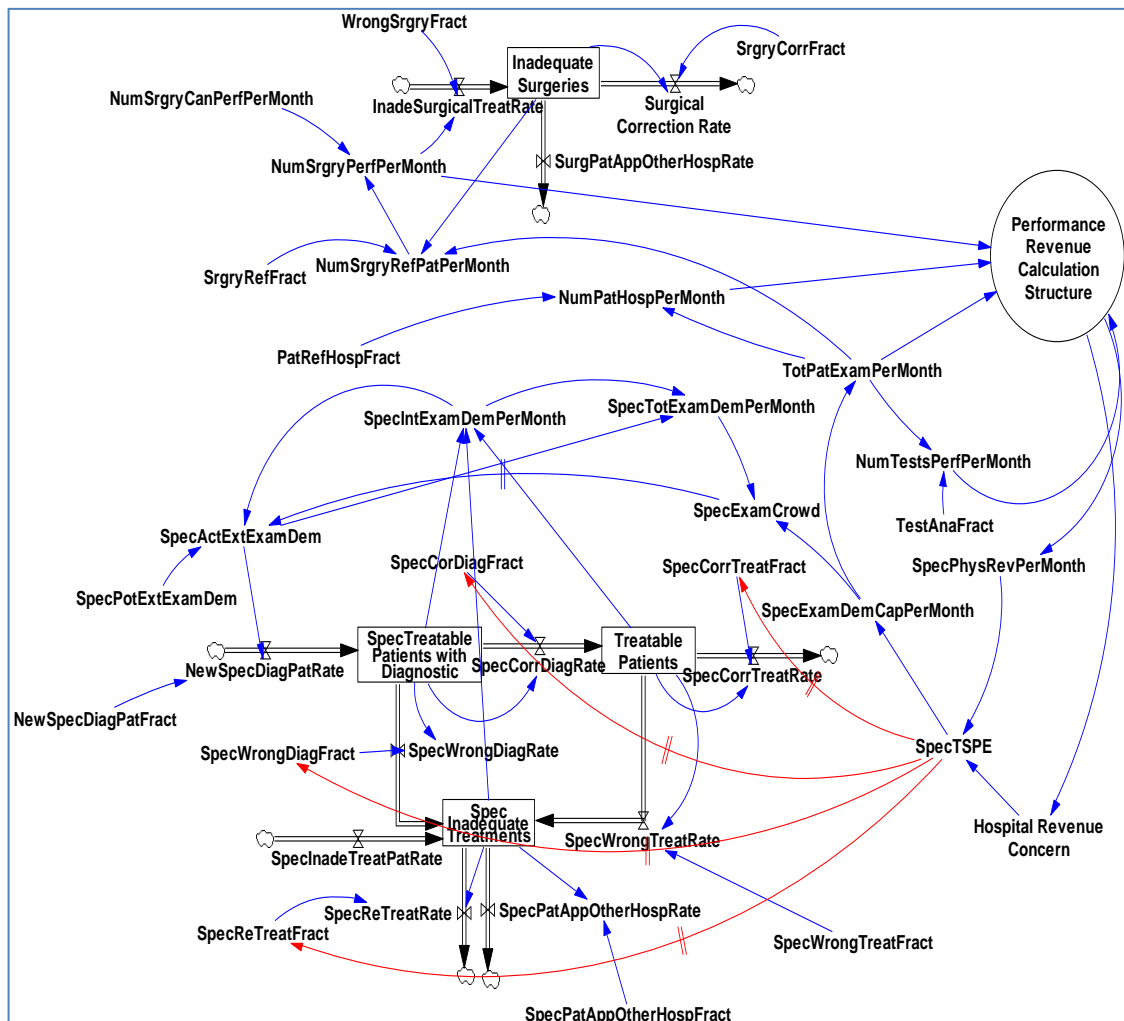 WrongSrgryFract
SrgryCorrFract
Inadequate
Surgeries
NumSrgryCanPerfPerMonth
InadeSurgicalTreatRate
Surgical
Correction Rate
NumSrgryPerfPerMonth
SurgPatAppOtherHospRate
Performance
Revenue
Calculation
Structure
SrgryRefFract
NumSrgryRefPatPerMonth
NumPatHospPerMonth
PatRefHospFract
TotPatExamPerMonth
SpecIntExamDemPerMonth
SpecTotExamDemPerMonth
NumTestsPerfPerMonth
SpecExamCrowd
TestAnaFract
SpecActExtExamDem
SpecCorDiagFract
SpecCorrTreatFract
SpecPhysRevPerMonth
SpecPotExtExamDem
SpecExamDemCapPerMonth
SpecTreatable
Patients with
Diagnostic
Treatable
Patients
NewSpecDiagPatRate
SpecCorrDiagRate
SpecCorrTreatRate
NewSpecDiagPatFract
SpecWrongDiagFract
SpecWrongDiagRate
SpecTSPE
Spec
Inadequate
Treatments
SpecInadeTreatPatRate
SpecWrongTreatRate
Hospital Revenue
Concern
SpecReTreatRate
SpecPatAppOtherHospRate
SpecReTreatFract
SpecWrongTreatFract
SpecPatAppOtherHospFract